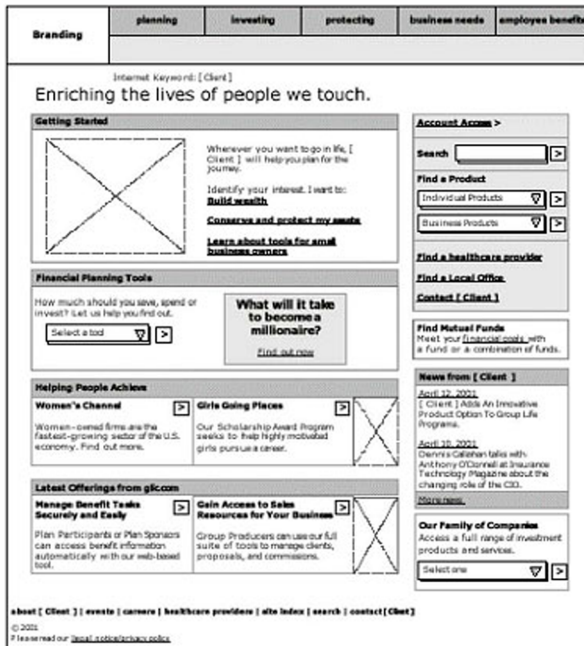 Branding
planning
investing
protecting
business needs
employee benefits
Internet Keyword: [ Client ]
Enriching the lives of people we touch.
Getting Started
Wherever you want to go in life, [
Client ] will help you plan for the
journey.
Identify your interest. I want to:
Build wealth
Conserve and protect my assets
Learn about tools for small
business owners
Financial Planning Tools
How much should you save, spend or
invest? Let us help you find out.
Select a tool
>
What will it take
to become a
millionaire?
Find out now
Helping People Achieve
Women's Channel
>
Women-owned firms are the
fastest-growing sector of the U.S.
economy. Find out more.
Girls Going Places
>
Our Scholarship Award Program
seeks to help highly motivated
girls pursue a career.
Latest Offerings from glic.com
Manage Benefit Tasks
Securely and Easily
>
Plan Participants or Plan Sponsors
can access benefit information
automatically with our web-based
tool.
Gain Access to Sales
Resources for Your Business
>
Group Producers can use our full
suite of tools to manage clients,
proposals, and commissions.
Account Access >
Search
>
Find a Product
Individual Products
>
Business Products
>
Find a healthcare provider
Find a Local Office
Contact [ Client ]
Find Mutual Funds
Meet your financial goals with
a fund or a combination of funds.
News from [ Client ]
April 12, 2001
[ Client ] Adds An Innovative
Product Option To Group Life
Programs.
April 10, 2001
Dennis Callahan talks with
Anthony O'Donnell at Insurance
Technology Magazine about the
changing role of the CIO.
More news
Our Family of Companies
Access a full range of investment
products and services.
Select one
>
about [ Client ] | events | careers | healthcare providers | site index | search | contact [Client]
© 2001
Please read our legal notice/privacy policy